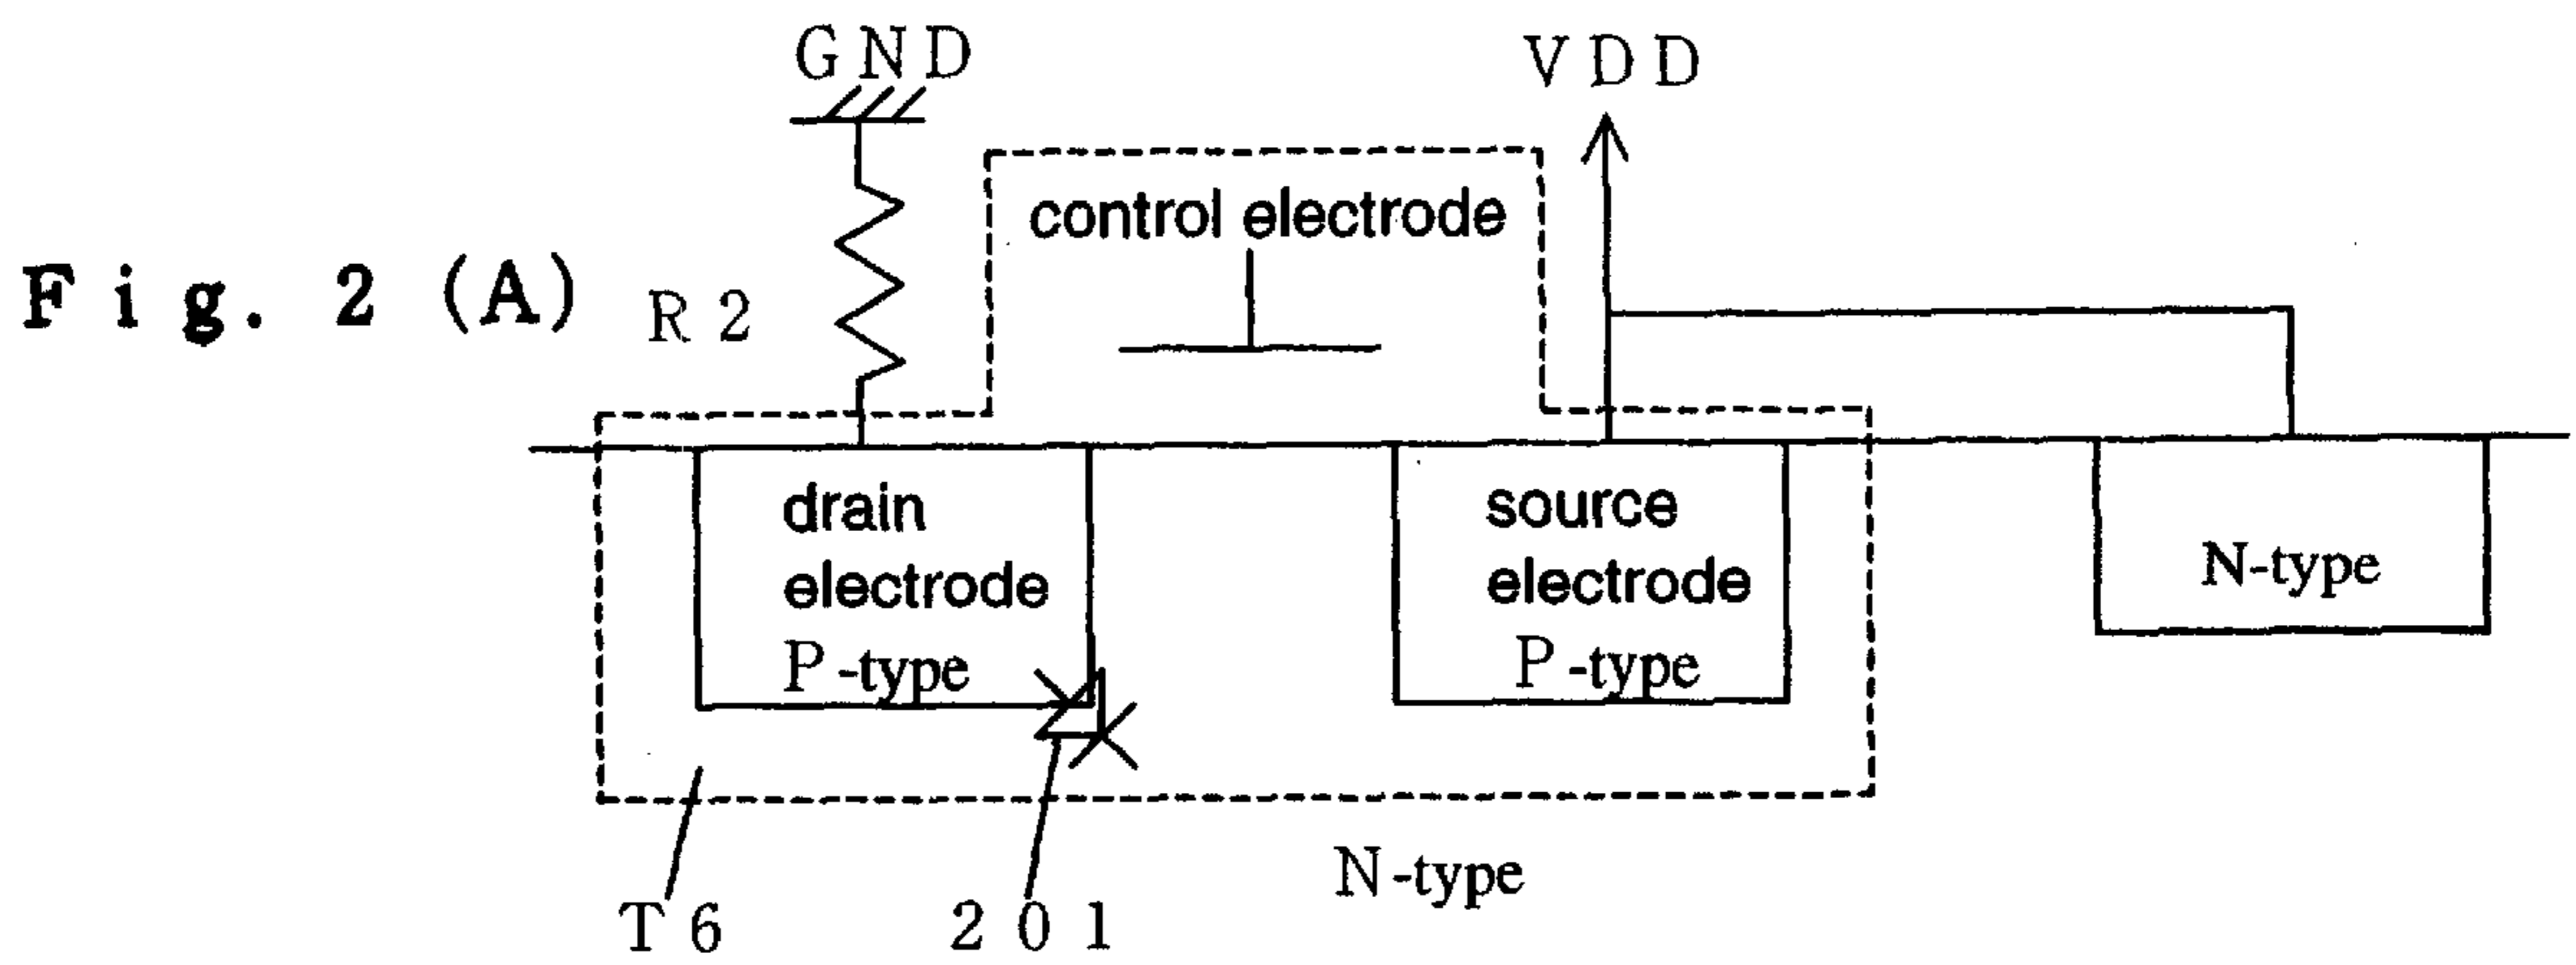 GND
VDD
control electrode
Fig. 2 (A)
R2
drain
electrode
P-type
source
electrode
P-type
N-type
N-type
T6
201